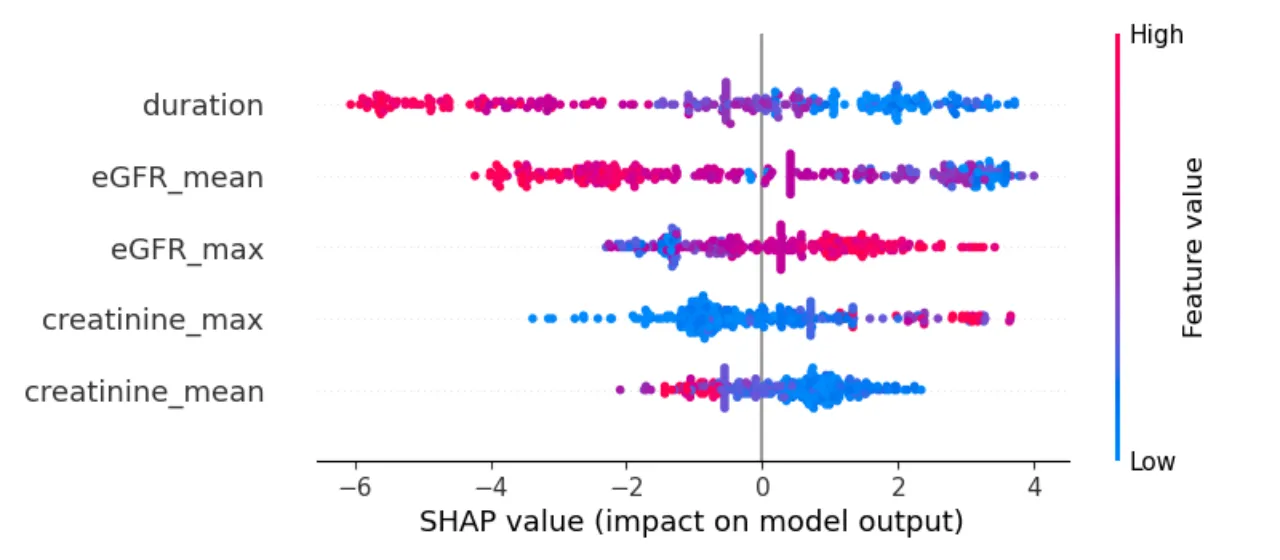 High
duration
eGFR_mean
eGFR_max
creatinine_max
creatinine_mean
Feature value
Low
−6 −4 −2 0 2 4
SHAP value (impact on model output)